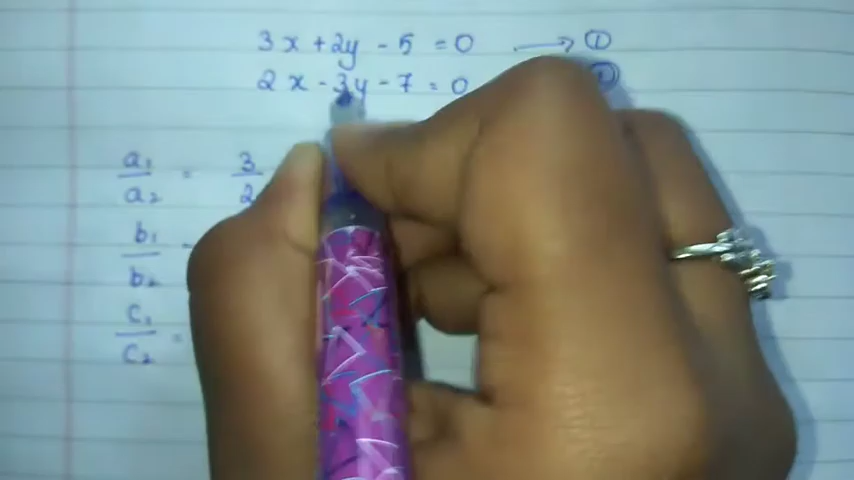 3x + 2y - 5 = 0 → ①
2x - 3y - 7 = 0
a₁/a₂ = 3/2
b₁/b₂ =
c₁/c₂ =